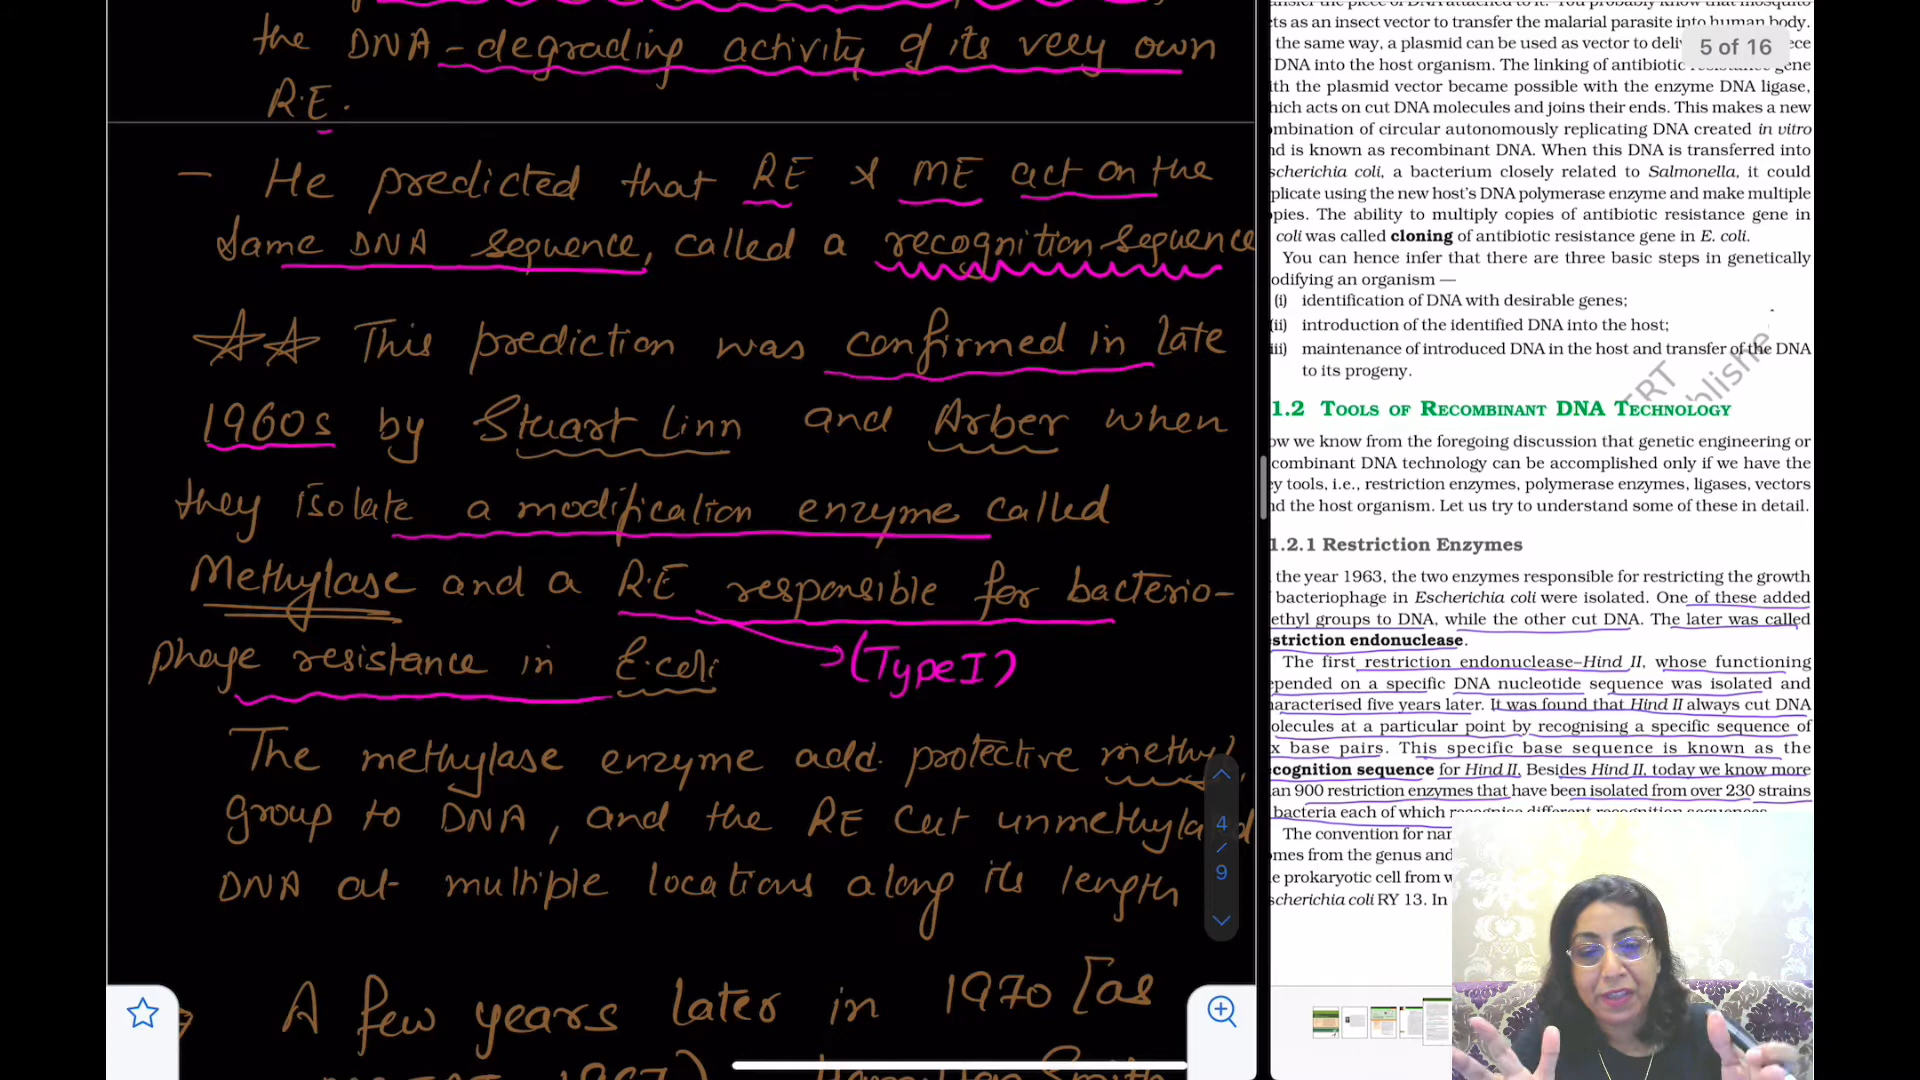 the DNA-degrading activity of its very own
R.E.
- He predicted that RE & ME act on the
same DNA sequence, called a recognition sequence
☆☆ This prediction was confirmed in late
1960s by Stuart Linn and Arber when
they isolate a modification enzyme called
Methylase and a R.E responsible for bacterio-
phage resistance in E.coli
(Type I)
The methylase enzyme add protective methyl
group to DNA, and the RE cut unmethylated
DNA at multiple locations along its length
A few years later in 1970 [as
4
/
9
5 of 16
ts as an insect vector to transfer the malarial parasite into human body.
the same way, a plasmid can be used as vector to deli ece
DNA into the host organism. The linking of antibiotic resistance gene
th the plasmid vector became possible with the enzyme DNA ligase,
hich acts on cut DNA molecules and joins their ends. This makes a new
ombination of circular autonomously replicating DNA created in vitro
nd is known as recombinant DNA. When this DNA is transferred into
scherichia coli, a bacterium closely related to Salmonella, it could
plicate using the new host's DNA polymerase enzyme and make multiple
pies. The ability to multiply copies of antibiotic resistance gene in
coli was called cloning of antibiotic resistance gene in E. coli.
You can hence infer that there are three basic steps in genetically
odifying an organism —
(i) identification of DNA with desirable genes;
(ii) introduction of the identified DNA into the host;
iii) maintenance of introduced DNA in the host and transfer of the DNA
to its progeny.
1.2 TOOLS OF RECOMBINANT DNA TECHNOLOGY
ow we know from the foregoing discussion that genetic engineering or
combinant DNA technology can be accomplished only if we have the
ey tools, i.e., restriction enzymes, polymerase enzymes, ligases, vectors
nd the host organism. Let us try to understand some of these in detail.
1.2.1 Restriction Enzymes
the year 1963, the two enzymes responsible for restricting the growth
bacteriophage in Escherichia coli were isolated. One of these added
ethyl groups to DNA, while the other cut DNA. The later was called
striction endonuclease.
The first restriction endonuclease–Hind II, whose functioning
epended on a specific DNA nucleotide sequence was isolated and
aracterised five years later. It was found that Hind II always cut DNA
olecules at a particular point by recognising a specific sequence of
x base pairs. This specific base sequence is known as the
cognition sequence for Hind II. Besides Hind II, today we know more
an 900 restriction enzymes that have been isolated from over 230 strains
bacteria each of which recognise different recognition sequences.
The convention for nar
omes from the genus and
e prokaryotic cell from w
scherichia coli RY 13. In